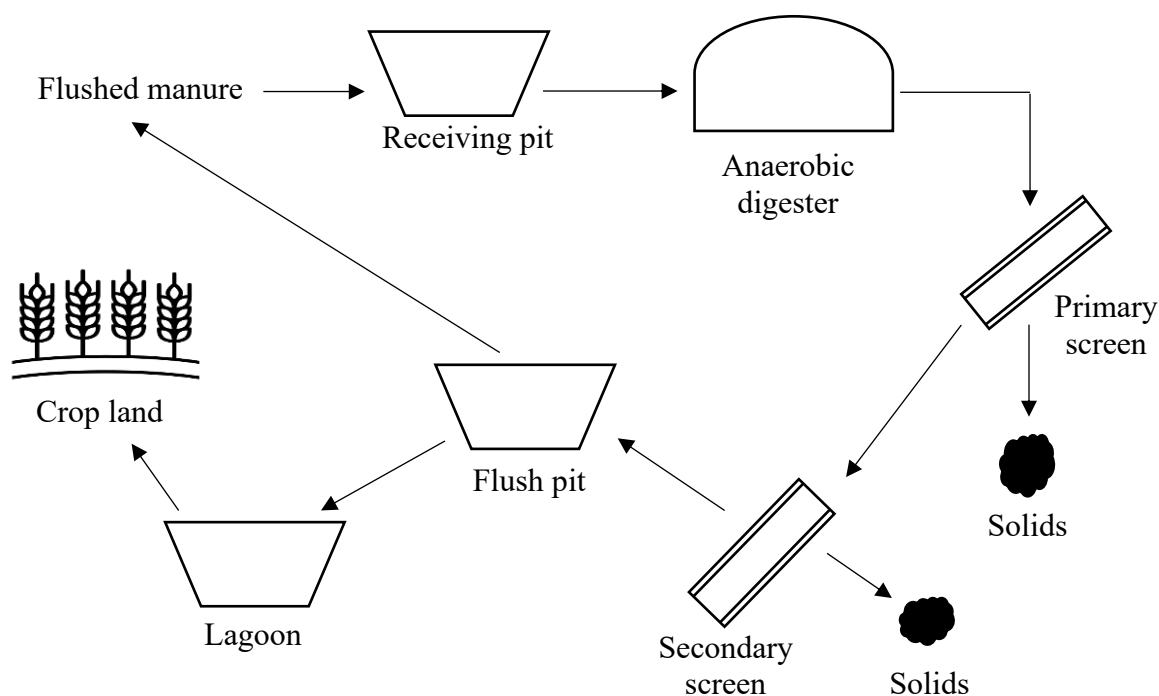 Flushed manure
Receiving pit
Anaerobic
digester
Primary
screen
Solids
Secondary
screen
Solids
Flush pit
Lagoon
Crop land